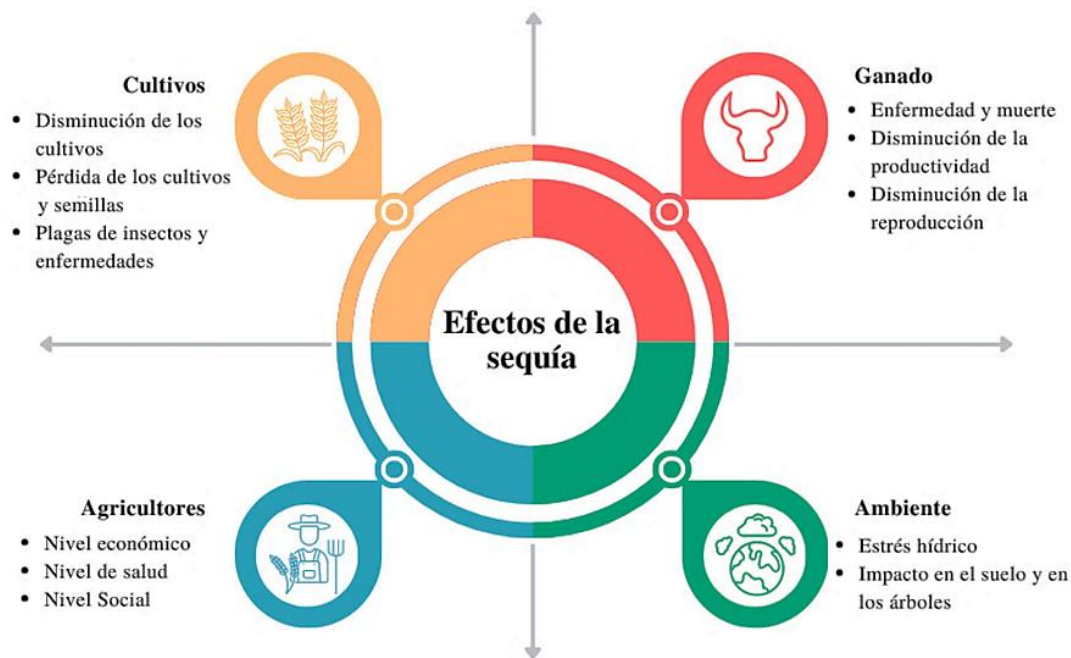 Cultivos
• Disminución de los
cultivos
• Pérdida de los cultivos
y semillas
• Plagas de insectos y
enfermedades
Ganado
• Enfermedad y muerte
• Disminución de la
productividad
• Disminución de la
reproducción
Efectos de la
sequía
Agricultores
• Nivel económico
• Nivel de salud
• Nivel Social
Ambiente
• Estrés hídrico
• Impacto en el suelo y en
los árboles